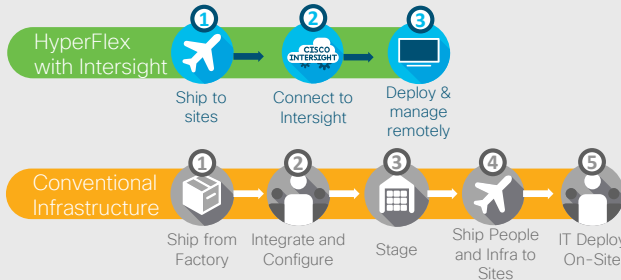 1
2
3
HyperFlex
with Intersight
CISCO
INTERSIGHT
Ship to
sites
Connect to
Intersight
Deploy &
manage
remotely
1
2
3
4
5
Conventional
Infrastructure
Ship from
Factory
Integrate and
Configure
Stage
Ship People
and Infra to
Sites
IT Deploy
On-Site